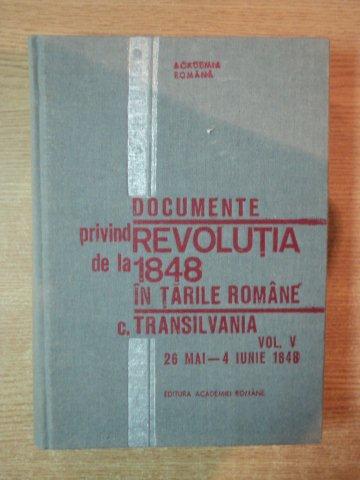 ACADEMIA
ROMÂNĂ
DOCUMENTE
privind REVOLUȚIA
de la 1848
ÎN ȚĂRILE ROMÂNE
c. TRANSILVANIA
VOL. V
26 MAI—4 IUNIE 1848
EDITURA ACADEMIEI ROMÂNE